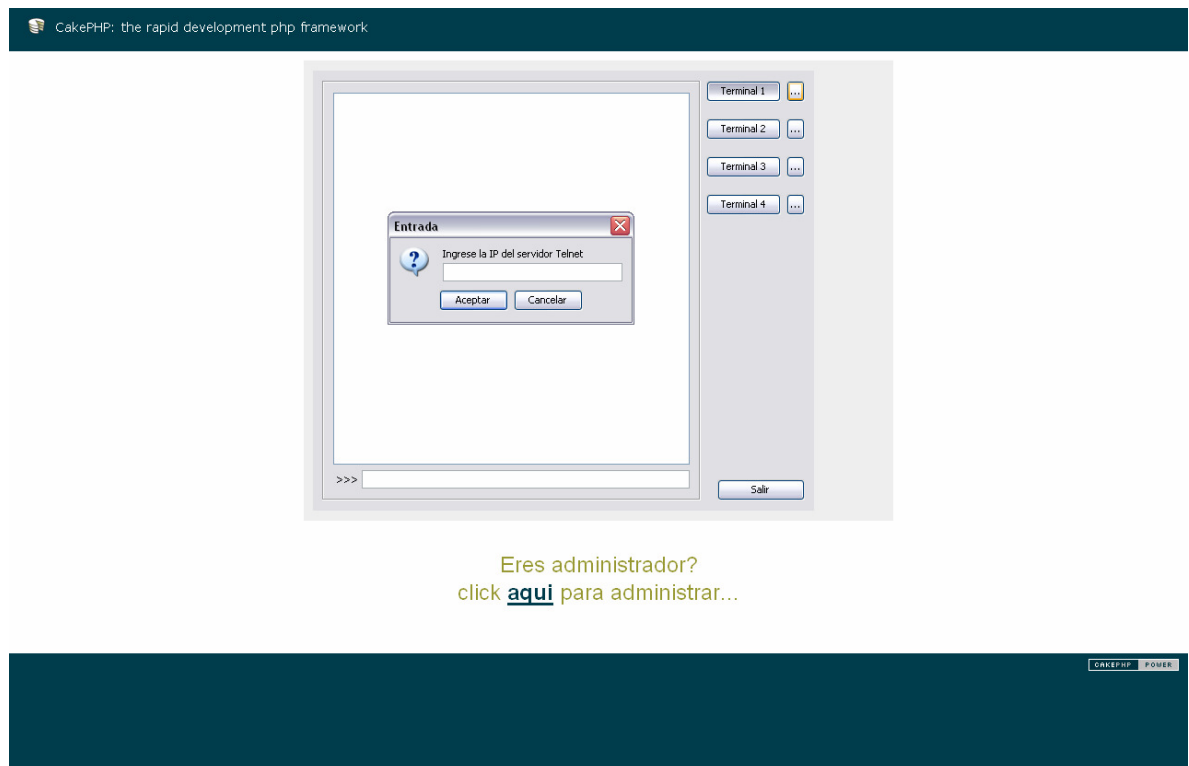 CakePHP: the rapid development php framework
Terminal 1 ...
Terminal 2 ...
Terminal 3 ...
Terminal 4 ...
Entrada
Ingrese la IP del servidor Telnet
Aceptar Cancelar
>>>
Salir
Eres administrador?
click aqui para administrar...
CAKEPHP POWER